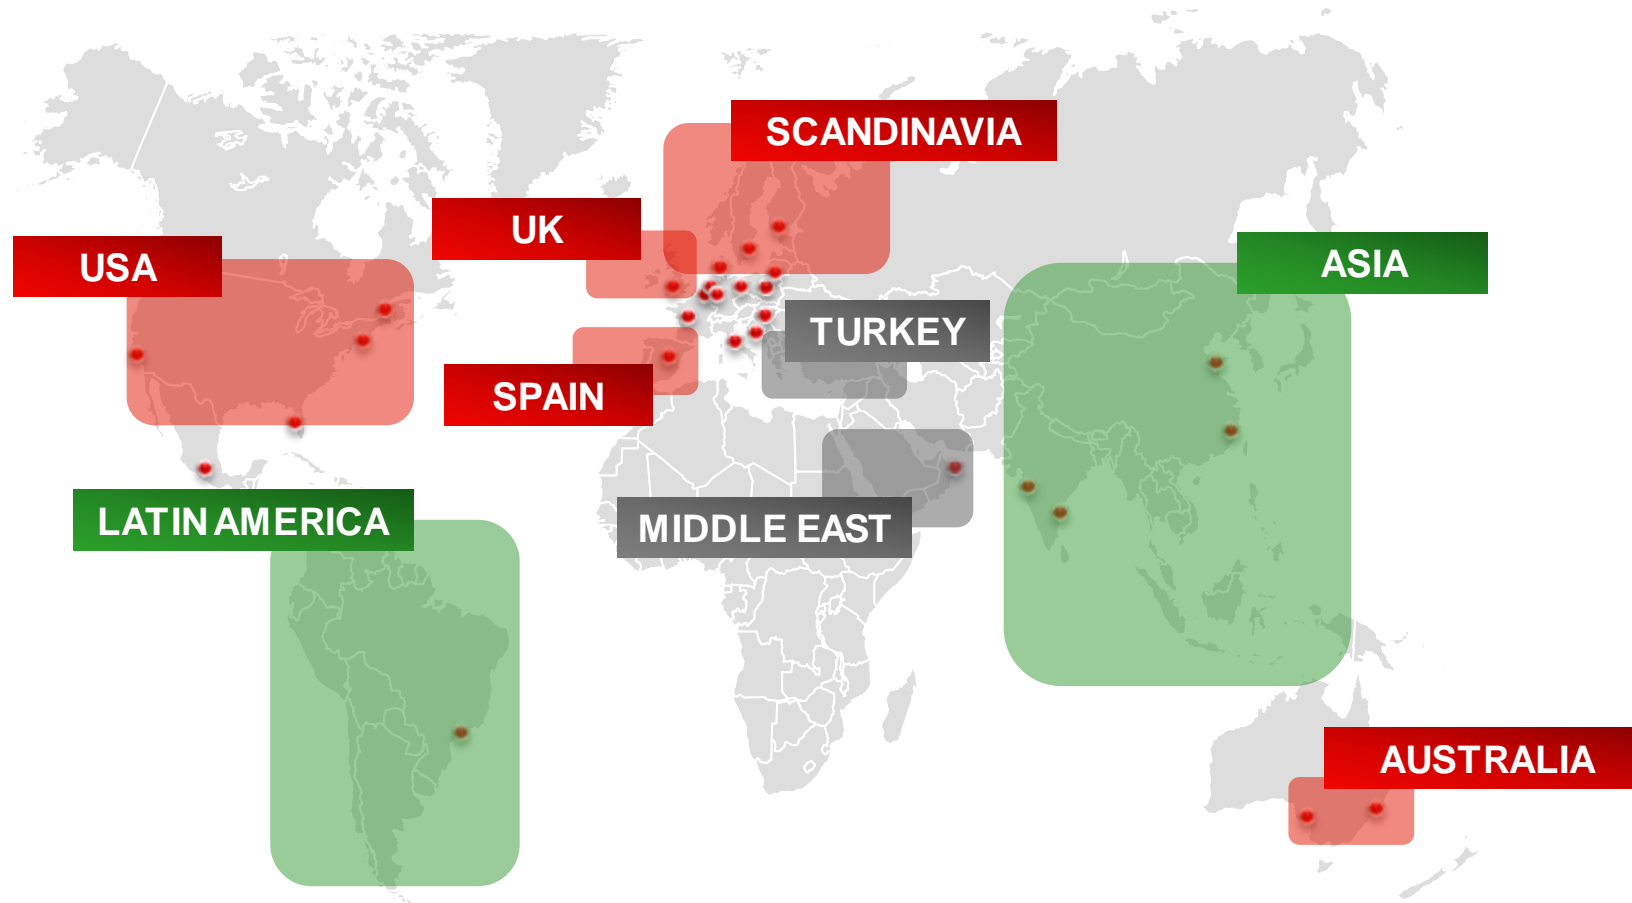 SCANDINAVIA
UK
USA
ASIA
TURKEY
SPAIN
LATIN AMERICA
MIDDLE EAST
AUSTRALIA